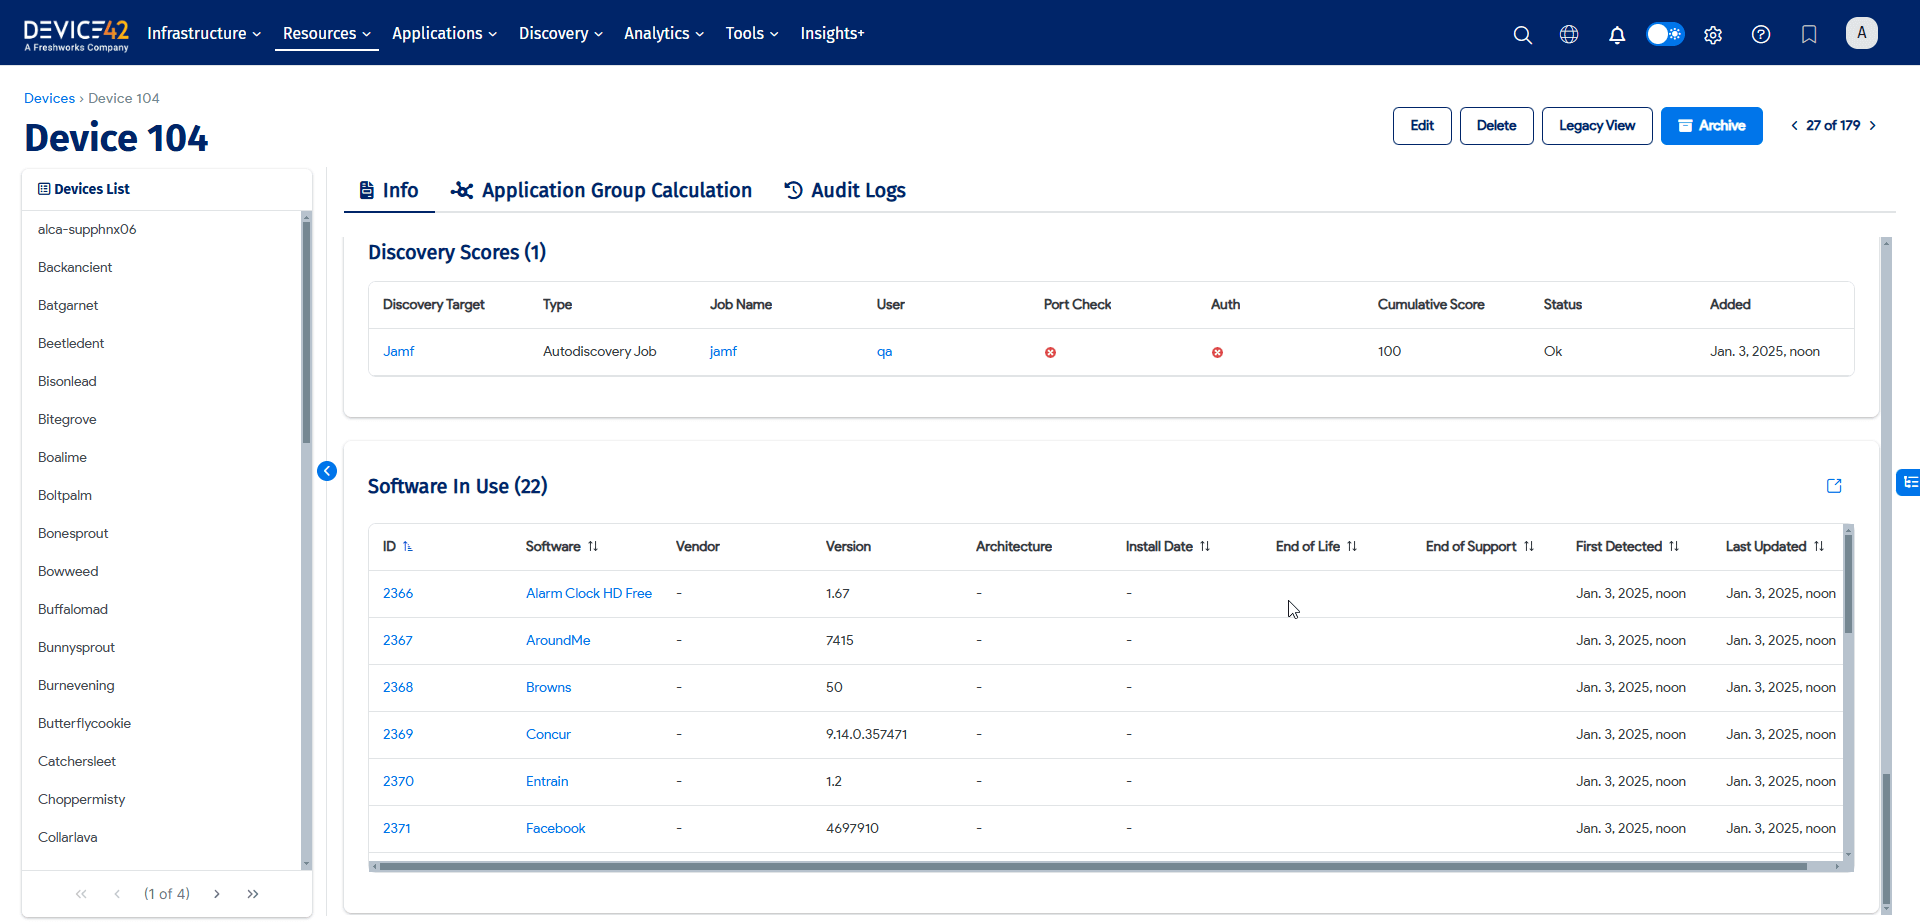 DEVICE42
A Freshworks Company
Infrastructure
Resources
Applications
Discovery
Analytics
Tools
Insights+
A
Devices › Device 104
Device 104
Edit
Delete
Legacy View
Archive
27 of 179
Devices List
alca-supphnx06
Backancient
Batgarnet
Beetledent
Bisonlead
Bitegrove
Boalime
Boltpalm
Bonesprout
Bowweed
Buffalomad
Bunnysprout
Burnevening
Butterflycookie
Catchersleet
Choppermisty
Collarlava
(1 of 4)
Info
Application Group Calculation
Audit Logs
Discovery Scores (1)
Discovery Target Type Job Name User Port Check Auth Cumulative Score Status Added
Jamf Autodiscovery Job jamf qa 100 Ok Jan. 3, 2025, noon
Software In Use (22)
ID Software Vendor Version Architecture Install Date End of Life End of Support First Detected Last Updated
2366 Alarm Clock HD Free - 1.67 - - Jan. 3, 2025, noon Jan. 3, 2025, noon
2367 AroundMe - 7415 - - Jan. 3, 2025, noon Jan. 3, 2025, noon
2368 Browns - 50 - - Jan. 3, 2025, noon Jan. 3, 2025, noon
2369 Concur - 9.14.0.357471 - - Jan. 3, 2025, noon Jan. 3, 2025, noon
2370 Entrain - 1.2 - - Jan. 3, 2025, noon Jan. 3, 2025, noon
2371 Facebook - 4697910 - - Jan. 3, 2025, noon Jan. 3, 2025, noon